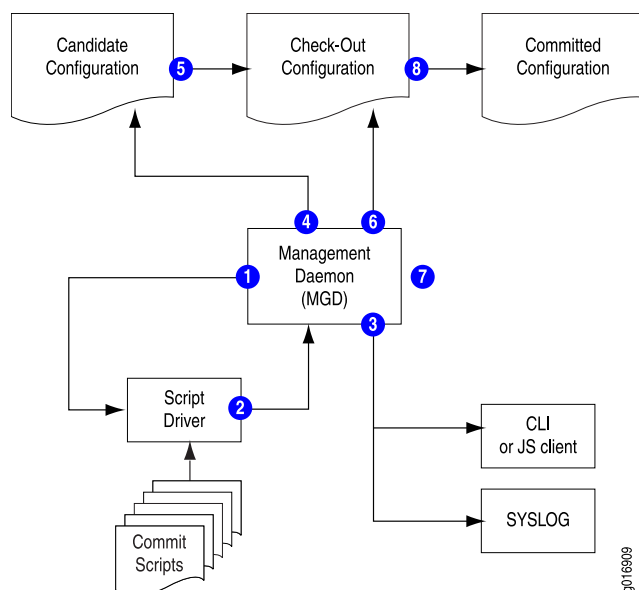 Candidate
Configuration
5
Check-Out
Configuration
8
Committed
Configuration
4
6
1
Management
Daemon
(MGD)
7
3
Script
Driver
2
CLI
or JS client
SYSLOG
Commit
Scripts
g016909